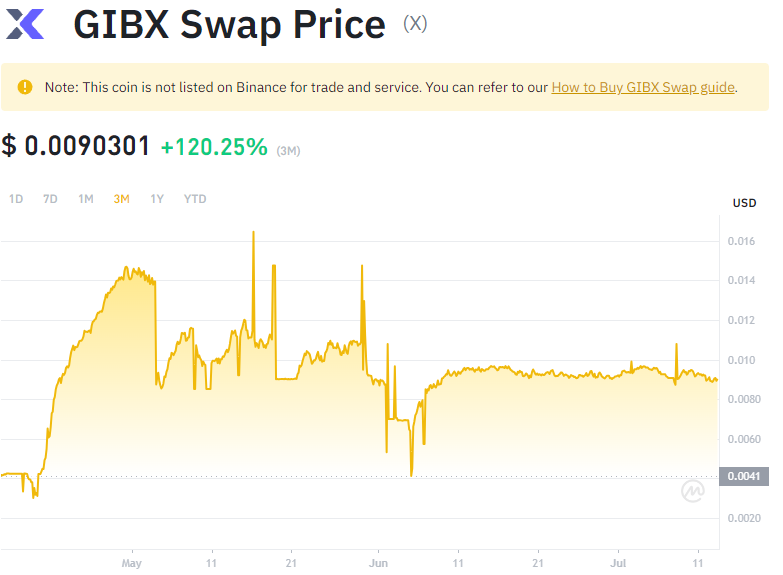 GIBX Swap Price (X)
Note: This coin is not listed on Binance for trade and service. You can refer to our How to Buy GIBX Swap guide.
$ 0.0090301 +120.25% (3M)
1D 7D 1M 3M 1Y YTD
USD
0.016
0.014
0.012
0.010
0.0080
0.0060
0.0041
0.0020
May 11 21 Jun 11 21 Jul 11